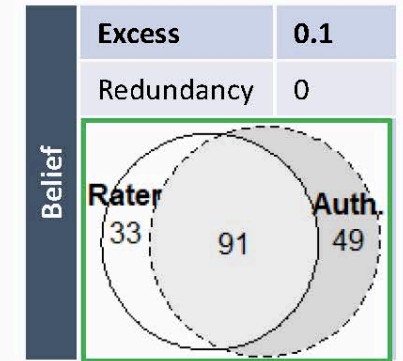 Belief
Excess 0.1
Redundancy 0
Rater Auth.
33 91 49